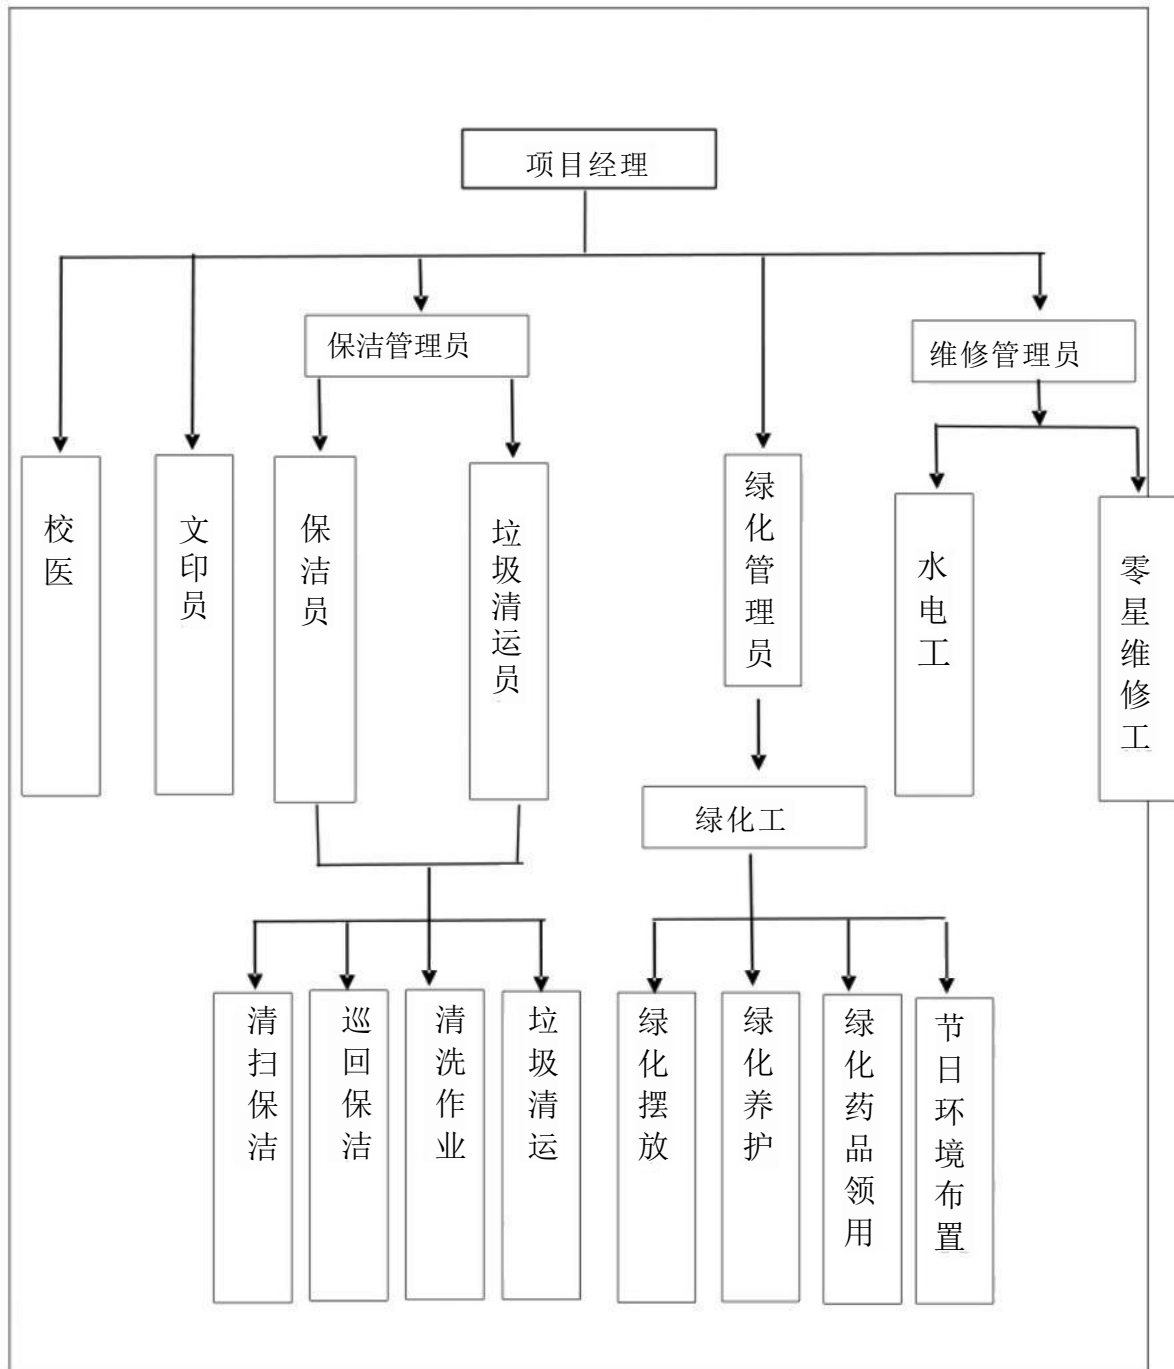 项目经理
保洁管理员
维修管理员
校医
文印员
保洁员
垃圾清运员
绿化管理员
水电工
零星维修工
绿化工
清扫保洁
巡回保洁
清洗作业
垃圾清运
绿化摆放
绿化养护
绿化药品领用
节日环境布置